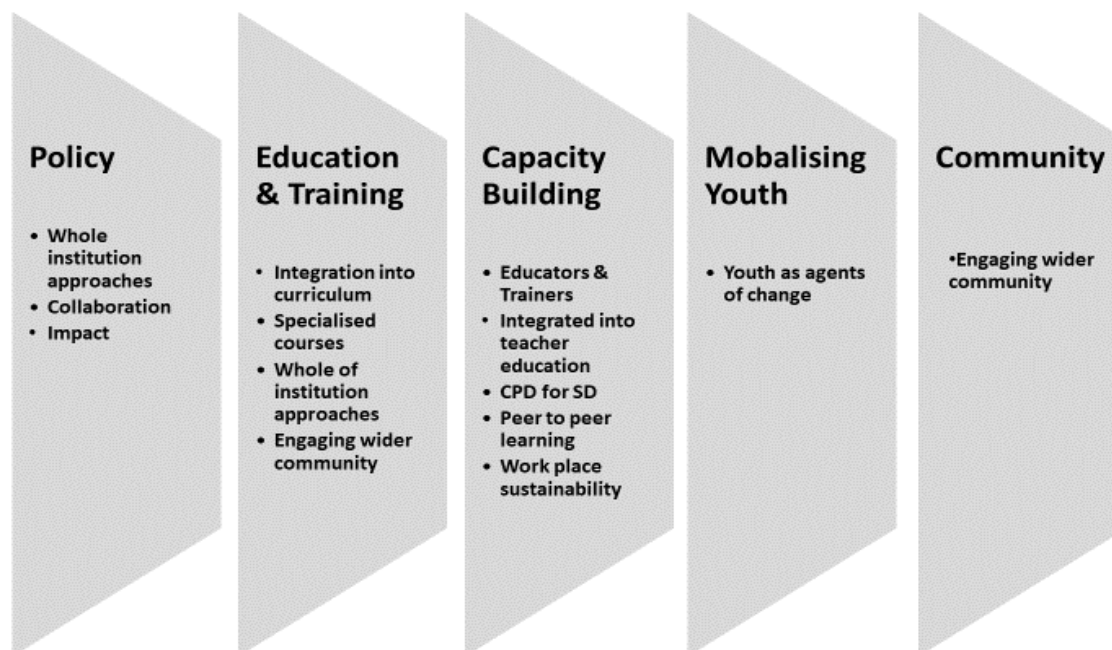 Policy
• Whole
institution
approaches
• Collaboration
• Impact
Education
& Training
• Integration into
curriculum
• Specialised
courses
• Whole of
institution
approaches
• Engaging wider
community
Capacity
Building
• Educators &
Trainers
• Integrated into
teacher
education
• CPD for SD
• Peer to peer
learning
• Work place
sustainability
Mobalising
Youth
• Youth as agents
of change
Community
•Engaging wider
community